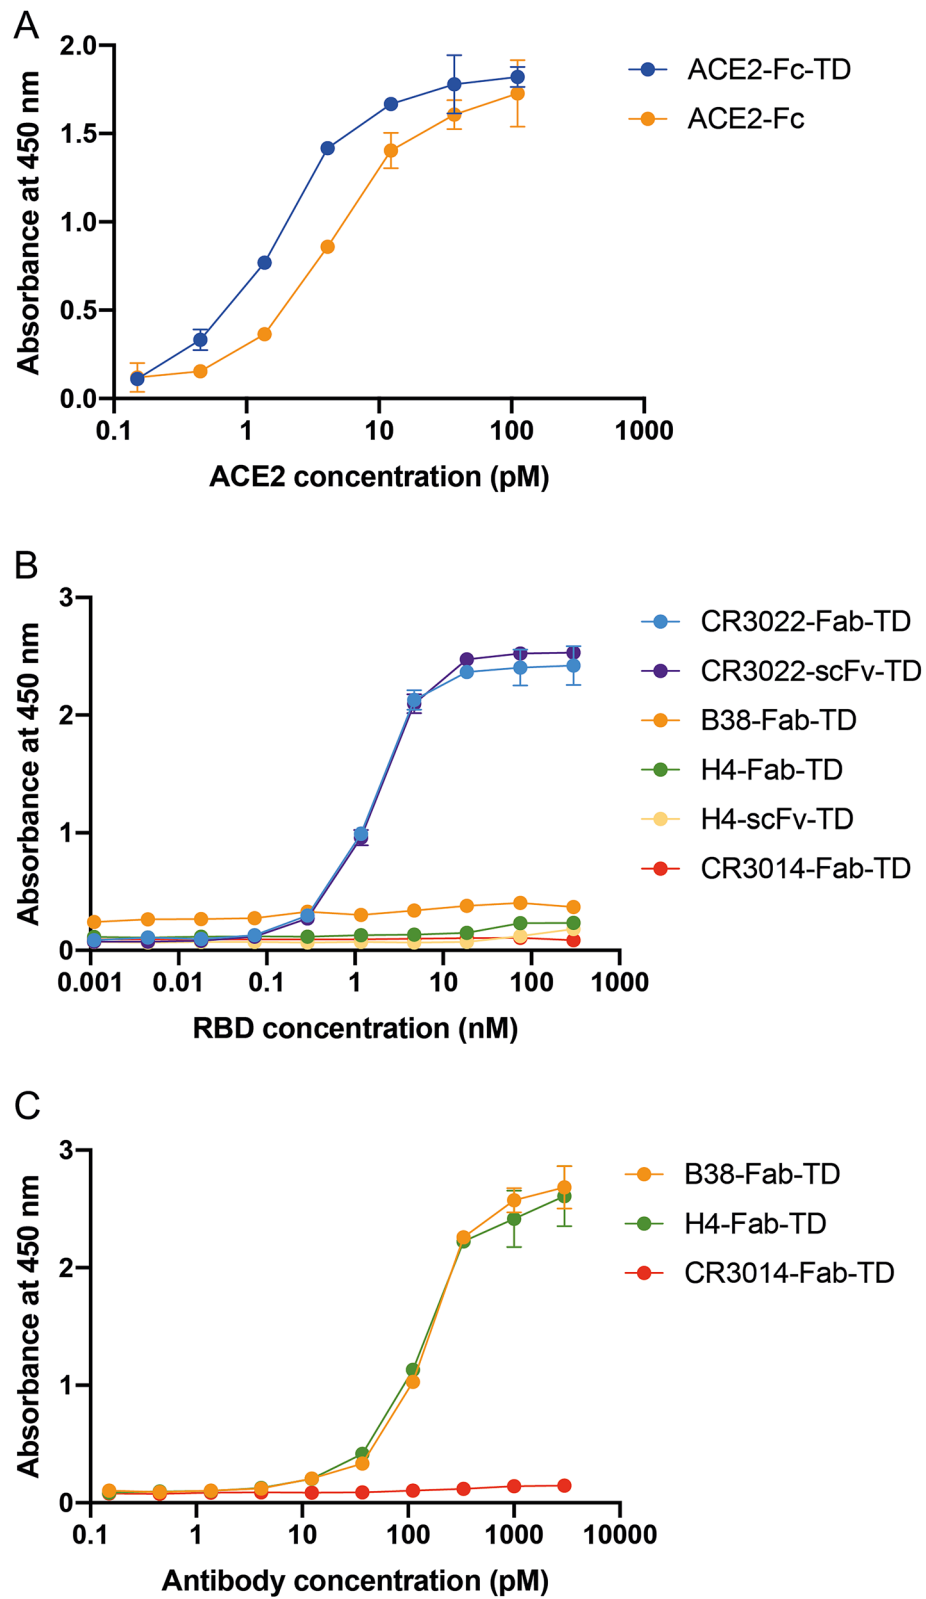 A
Absorbance at 450 nm
2.0
1.5
1.0
0.5
0.0
0.1 1 10 100 1000
ACE2 concentration (pM)
ACE2-Fc-TD
ACE2-Fc
B
Absorbance at 450 nm
3
2
1
0
0.001 0.01 0.1 1 10 100 1000
RBD concentration (nM)
CR3022-Fab-TD
CR3022-scFv-TD
B38-Fab-TD
H4-Fab-TD
H4-scFv-TD
CR3014-Fab-TD
C
Absorbance at 450 nm
3
2
1
0
0.1 1 10 100 1000 10000
Antibody concentration (pM)
B38-Fab-TD
H4-Fab-TD
CR3014-Fab-TD